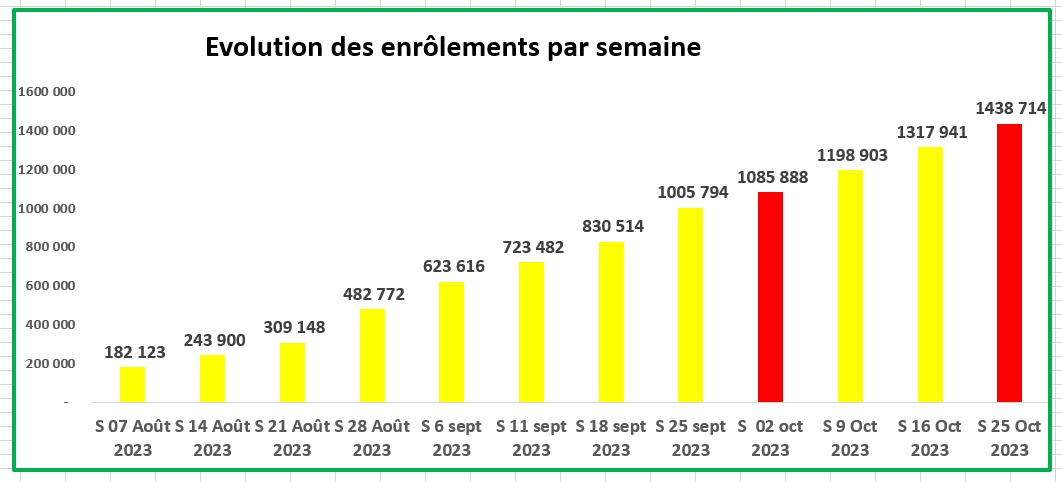 Evolution des enrôlements par semaine
1600 000
1400 000
1200 000
1000 000
800 000
600 000
400 000
200 000
-
182 123
243 900
309 148
482 772
623 616
723 482
830 514
1005 794
1085 888
1198 903
1317 941
1438 714
S 07 Août
2023
S 14 Août
2023
S 21 Août
2023
S 28 Août
2023
S 6 sept
2023
S 11 sept
2023
S 18 sept
2023
S 25 sept
2023
S 02 oct
2023
S 9 Oct
2023
S 16 Oct
2023
S 25 Oct
2023